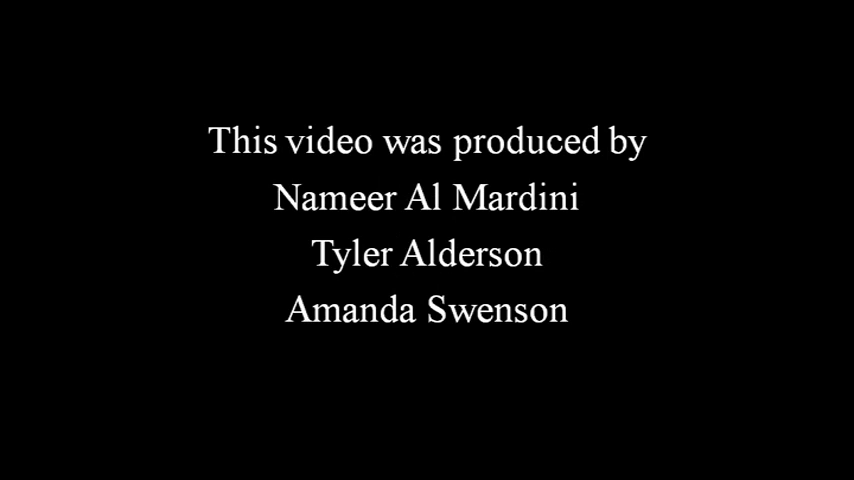 This video was produced by
Nameer Al Mardini
Tyler Alderson
Amanda Swenson